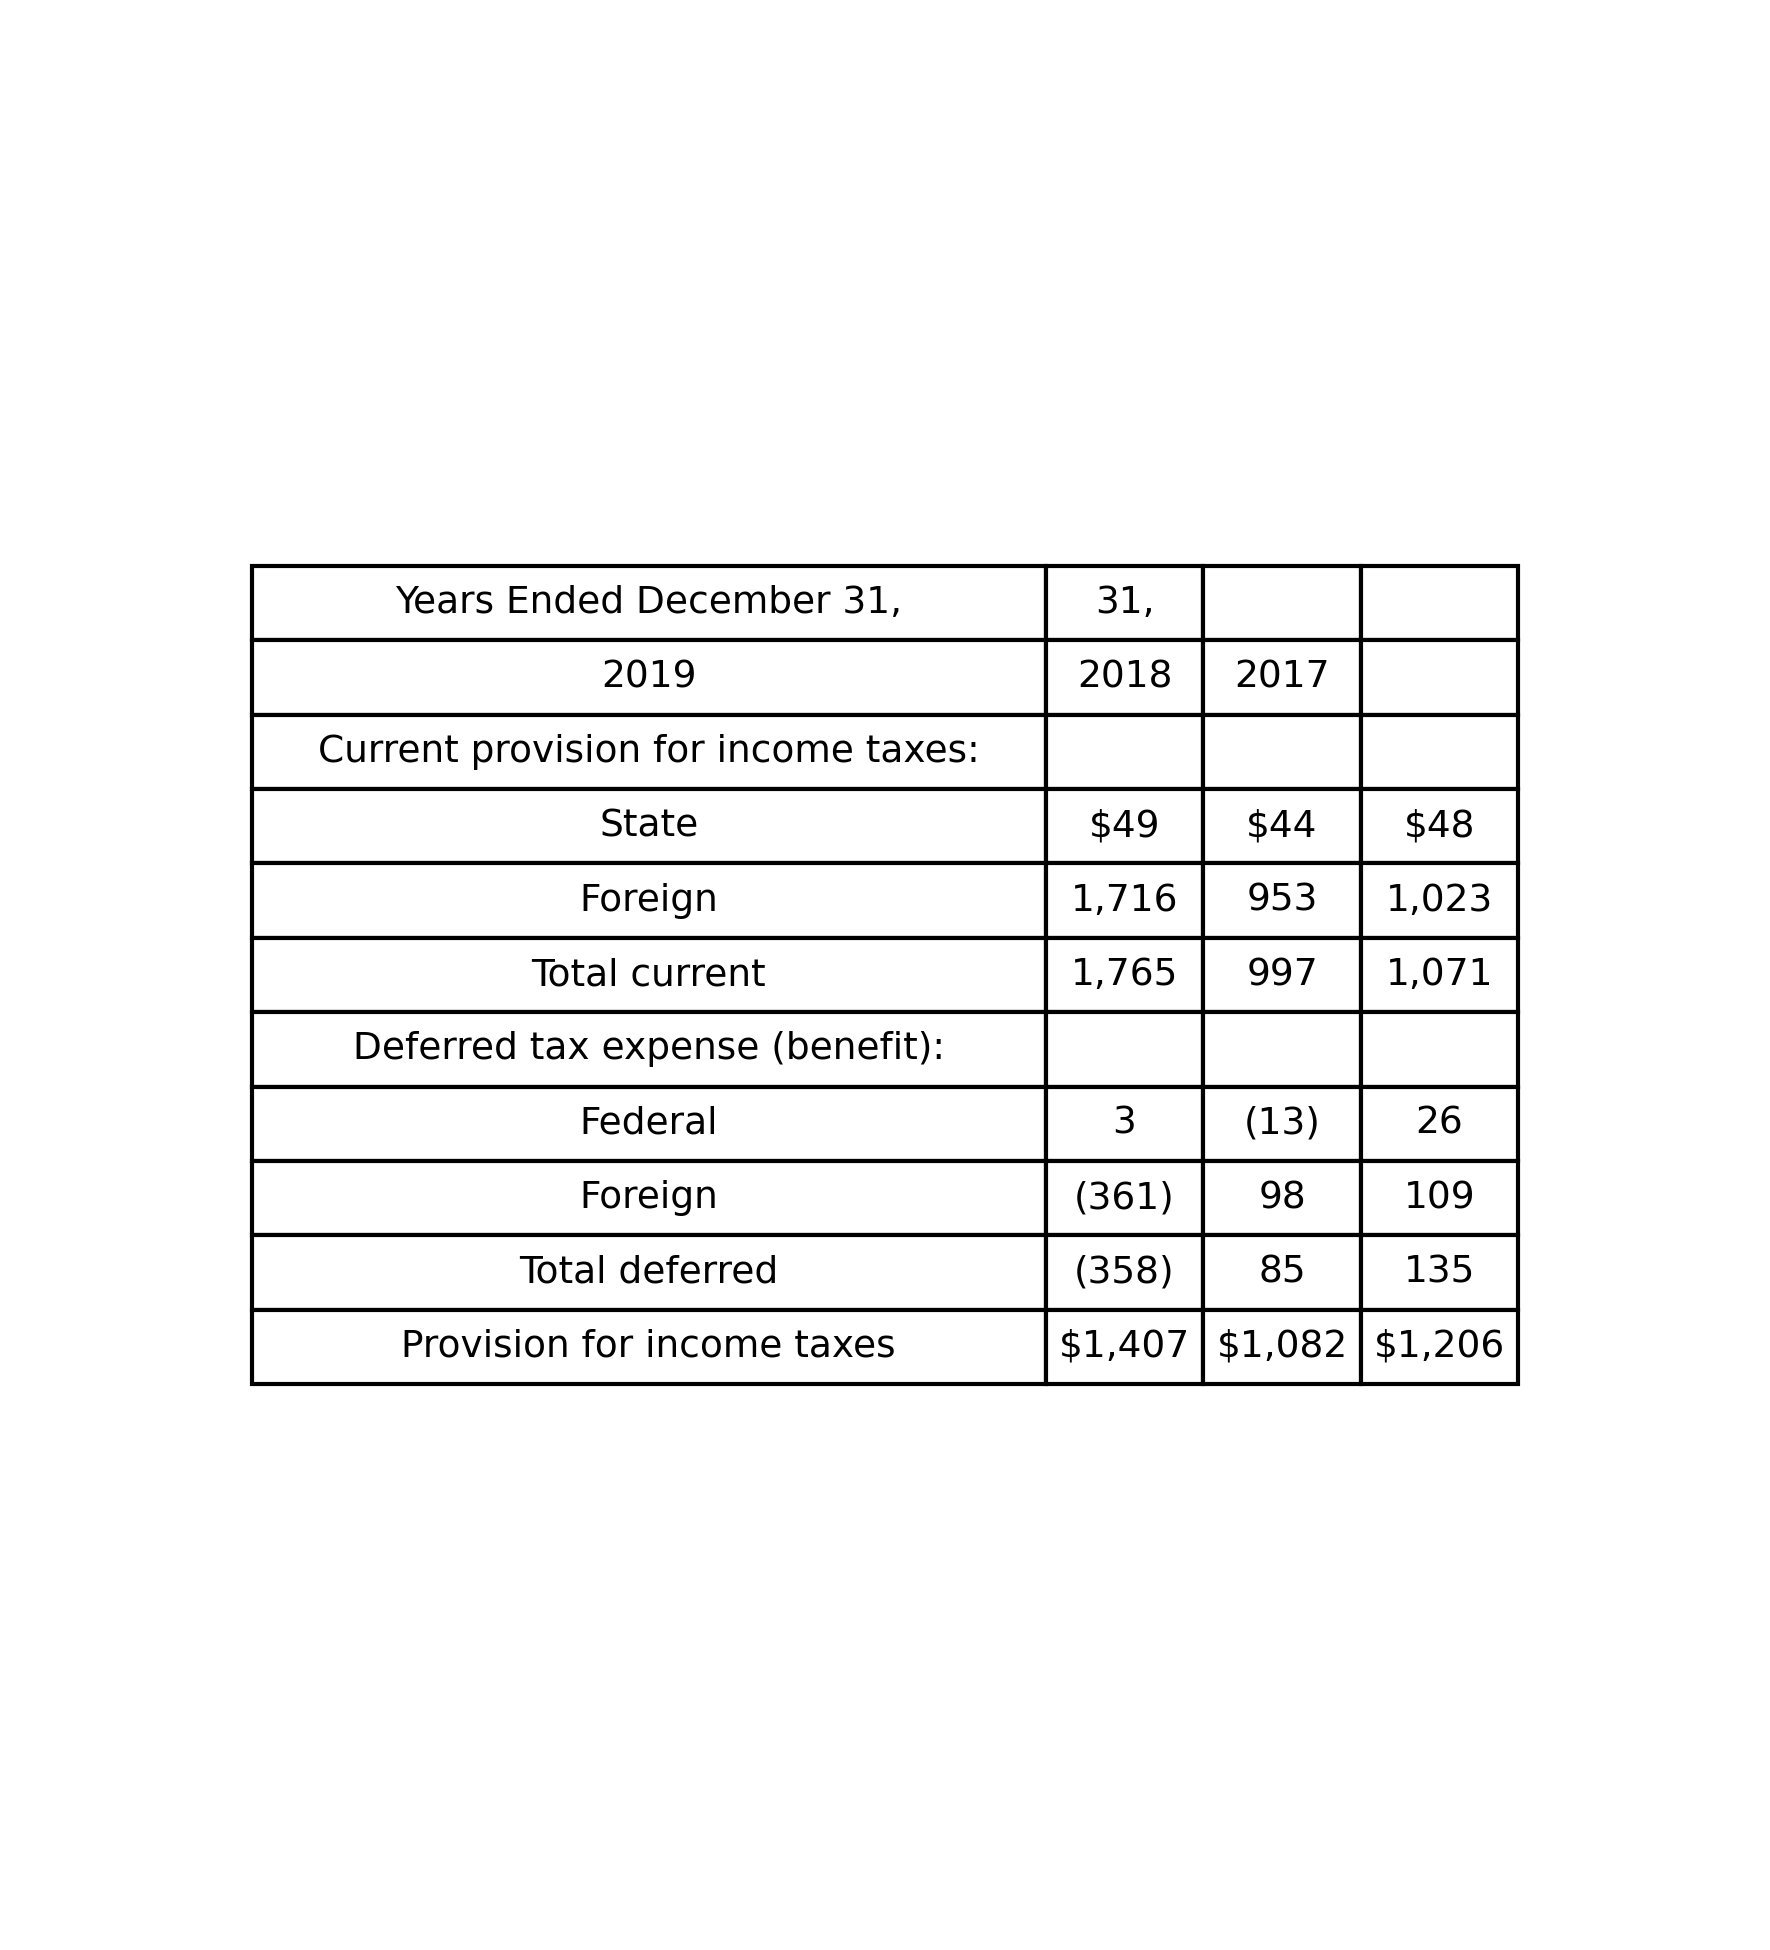 Years Ended December 31, 31,
2019 2018 2017
Current provision for income taxes:
State $49 $44 $48
Foreign 1,716 953 1,023
Total current 1,765 997 1,071
Deferred tax expense (benefit):
Federal 3 (13) 26
Foreign (361) 98 109
Total deferred (358) 85 135
Provision for income taxes $1,407 $1,082 $1,206